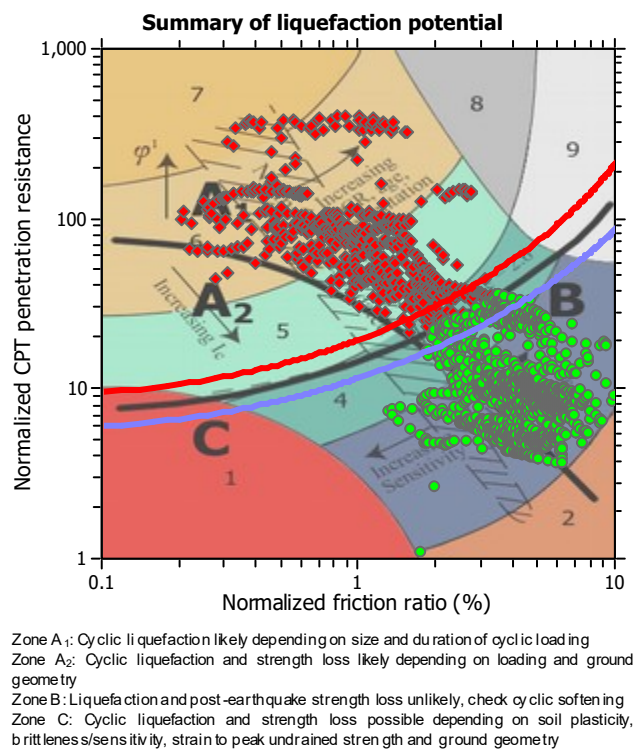 Summary of liquefaction potential
1,000
100
10
1
Normalized CPT penetration resistance
7
8
9
φ'
A
Increasing
6
A2
Increasing Ic
5
B
4
C
1
Increasing
Sensitivity
2
0.1
1
10
Normalized friction ratio (%)
Zone A1: Cyclic liquefaction likely depending on size and duration of cyclic loading
Zone A2: Cyclic liquefaction and strength loss likely depending on loading and ground
geometry
Zone B: Liquefaction and post-earthquake strength loss unlikely, check cyclic softening
Zone C: Cyclic liquefaction and strength loss possible depending on soil plasticity,
brittleness/sensitivity, strain to peak undrained strength and ground geometry